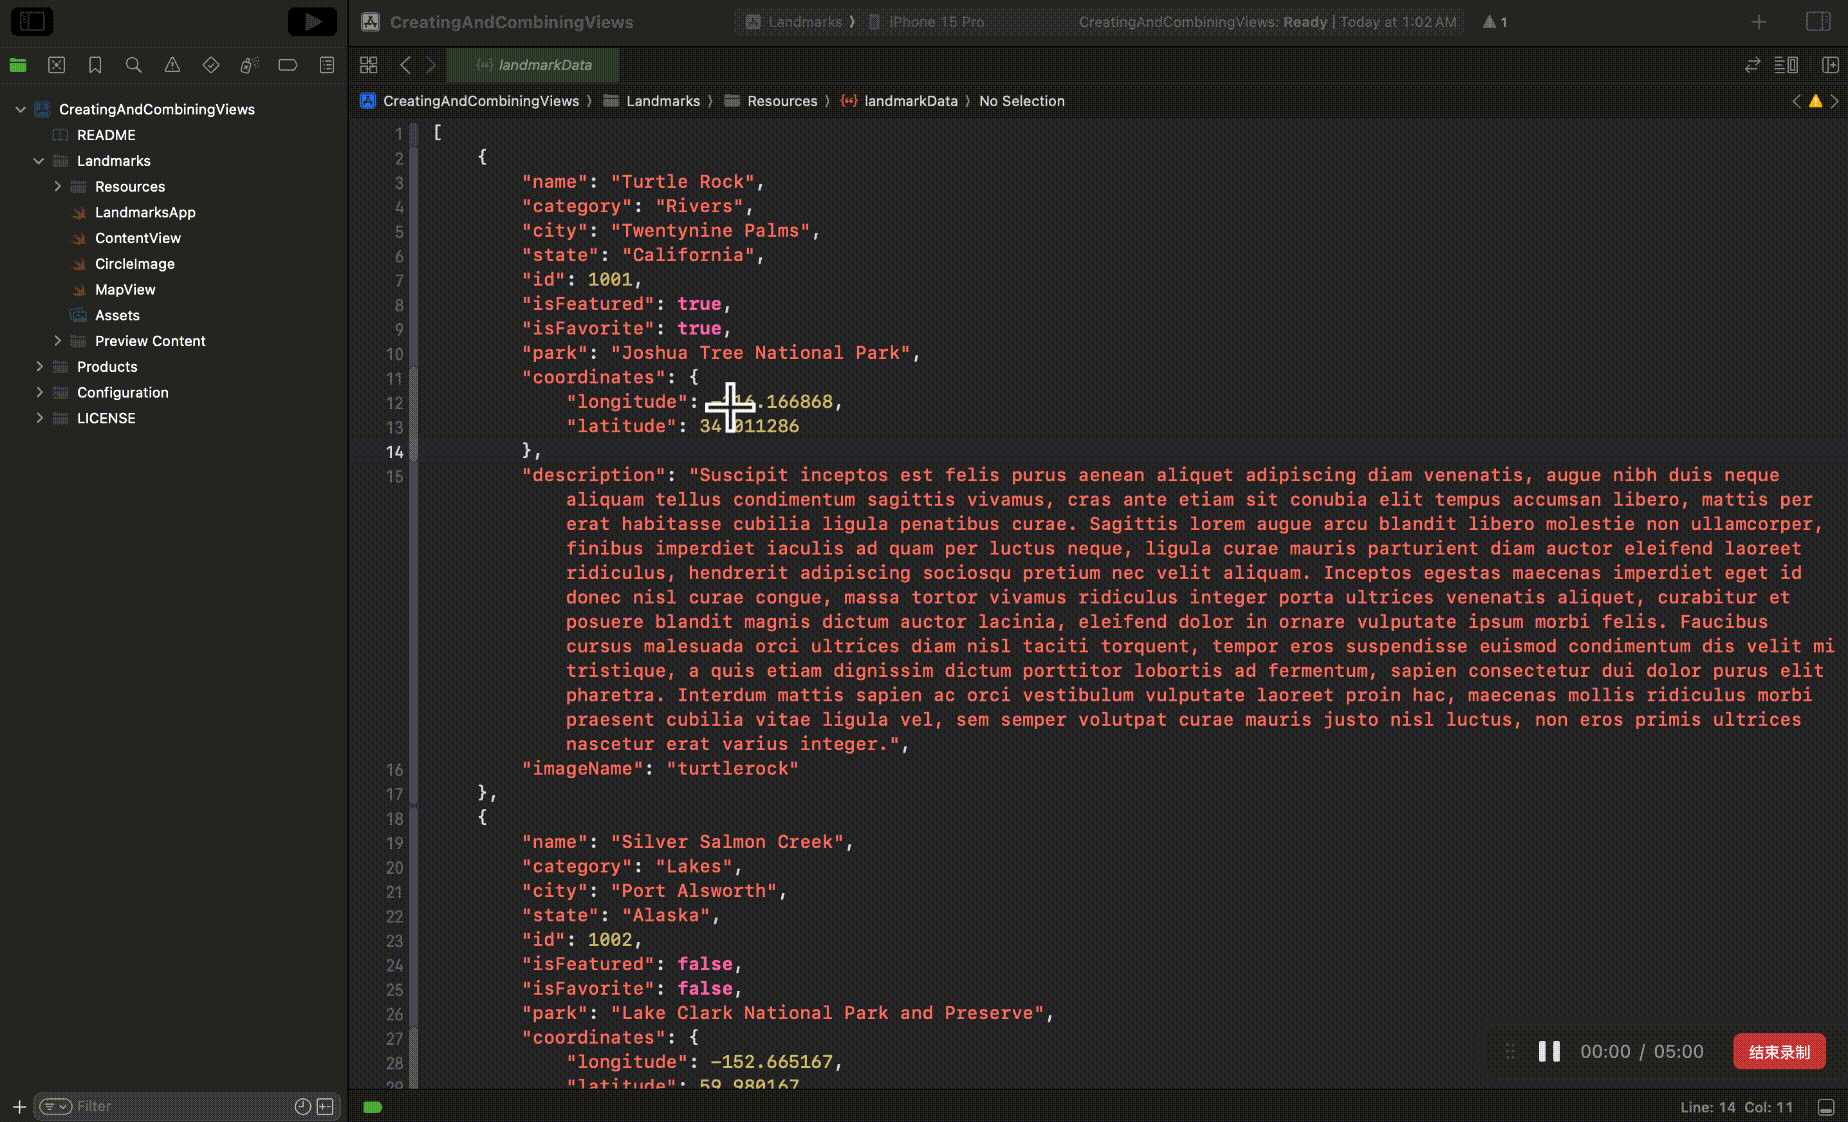 CreatingAndCombiningViews
Landmarks 〉 iPhone 15 Pro
CreatingAndCombiningViews: Ready | Today at 1:02 AM
1
landmarkData
CreatingAndCombiningViews 〉 Landmarks 〉 Resources 〉 landmarkData 〉 No Selection
CreatingAndCombiningViews
README
Landmarks
Resources
LandmarksApp
ContentView
CircleImage
MapView
Assets
Preview Content
Products
Configuration
LICENSE
1 [
2 {
3 "name": "Turtle Rock",
4 "category": "Rivers",
5 "city": "Twentynine Palms",
6 "state": "California",
7 "id": 1001,
8 "isFeatured": true,
9 "isFavorite": true,
10 "park": "Joshua Tree National Park",
11 "coordinates": {
12 "longitude": 16.166868,
13 "latitude": 34 011286
14 },
15 "description": "Suscipit inceptos est felis purus aenean aliquet adipiscing diam venenatis, augue nibh duis neque
aliquam tellus condimentum sagittis vivamus, cras ante etiam sit conubia elit tempus accumsan libero, mattis per
erat habitasse cubilia ligula penatibus curae. Sagittis lorem augue arcu blandit libero molestie non ullamcorper,
finibus imperdiet iaculis ad quam per luctus neque, ligula curae mauris parturient diam auctor eleifend laoreet
ridiculus, hendrerit adipiscing sociosqu pretium nec velit aliquam. Inceptos egestas maecenas imperdiet eget id
donec nisl curae congue, massa tortor vivamus ridiculus integer porta ultrices venenatis aliquet, curabitur et
posuere blandit magnis dictum auctor lacinia, eleifend dolor in ornare vulputate ipsum morbi felis. Faucibus
cursus malesuada orci ultrices diam nisl taciti torquent, tempor eros suspendisse euismod condimentum dis velit mi
tristique, a quis etiam dignissim dictum porttitor lobortis ad fermentum, sapien consectetur dui dolor purus elit
pharetra. Interdum mattis sapien ac orci vestibulum vulputate laoreet proin hac, maecenas mollis ridiculus morbi
praesent cubilia vitae ligula vel, sem semper volutpat curae mauris justo nisl luctus, non eros primis ultrices
nascetur erat varius integer.",
16 "imageName": "turtlerock"
17 },
18 {
19 "name": "Silver Salmon Creek",
20 "category": "Lakes",
21 "city": "Port Alsworth",
22 "state": "Alaska",
23 "id": 1002,
24 "isFeatured": false,
25 "isFavorite": false,
26 "park": "Lake Clark National Park and Preserve",
27 "coordinates": {
28 "longitude": -152.665167,
29 "latitude": 59.980167
00:00 / 05:00
结束录制
Filter
Line: 14 Col: 11